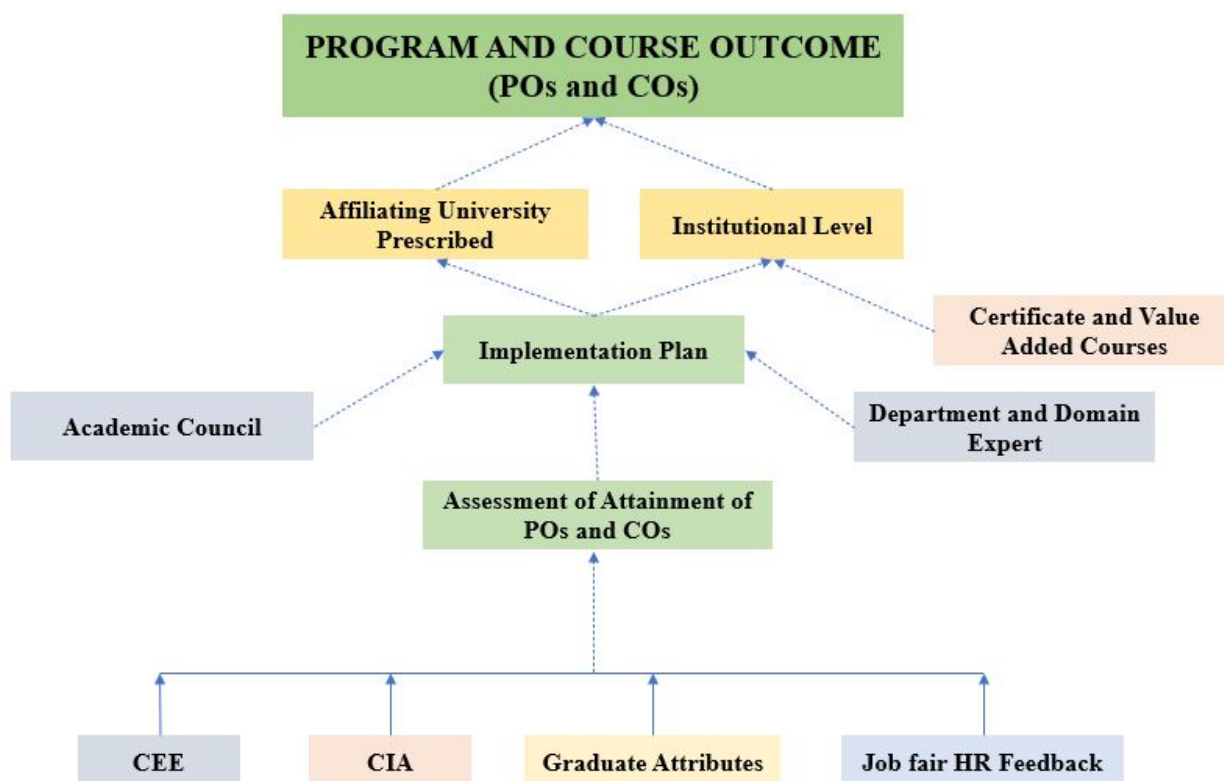 PROGRAM AND COURSE OUTCOME
(POs and COs)
Affiliating University
Prescribed
Institutional Level
Certificate and Value
Added Courses
Implementation Plan
Academic Council
Department and Domain
Expert
Assessment of Attainment of
POs and COs
CEE
CIA
Graduate Attributes
Job fair HR Feedback